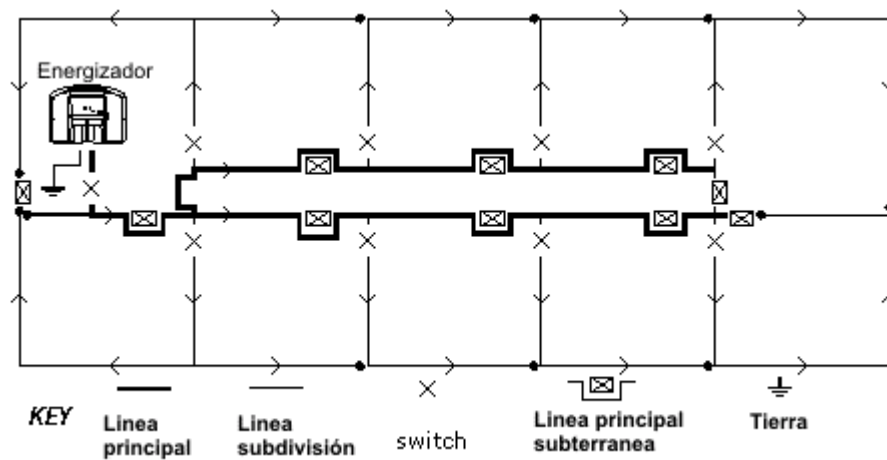 Energizador
KEY
Linea
principal
Linea
subdivisión
switch
Linea principal
subterranea
Tierra